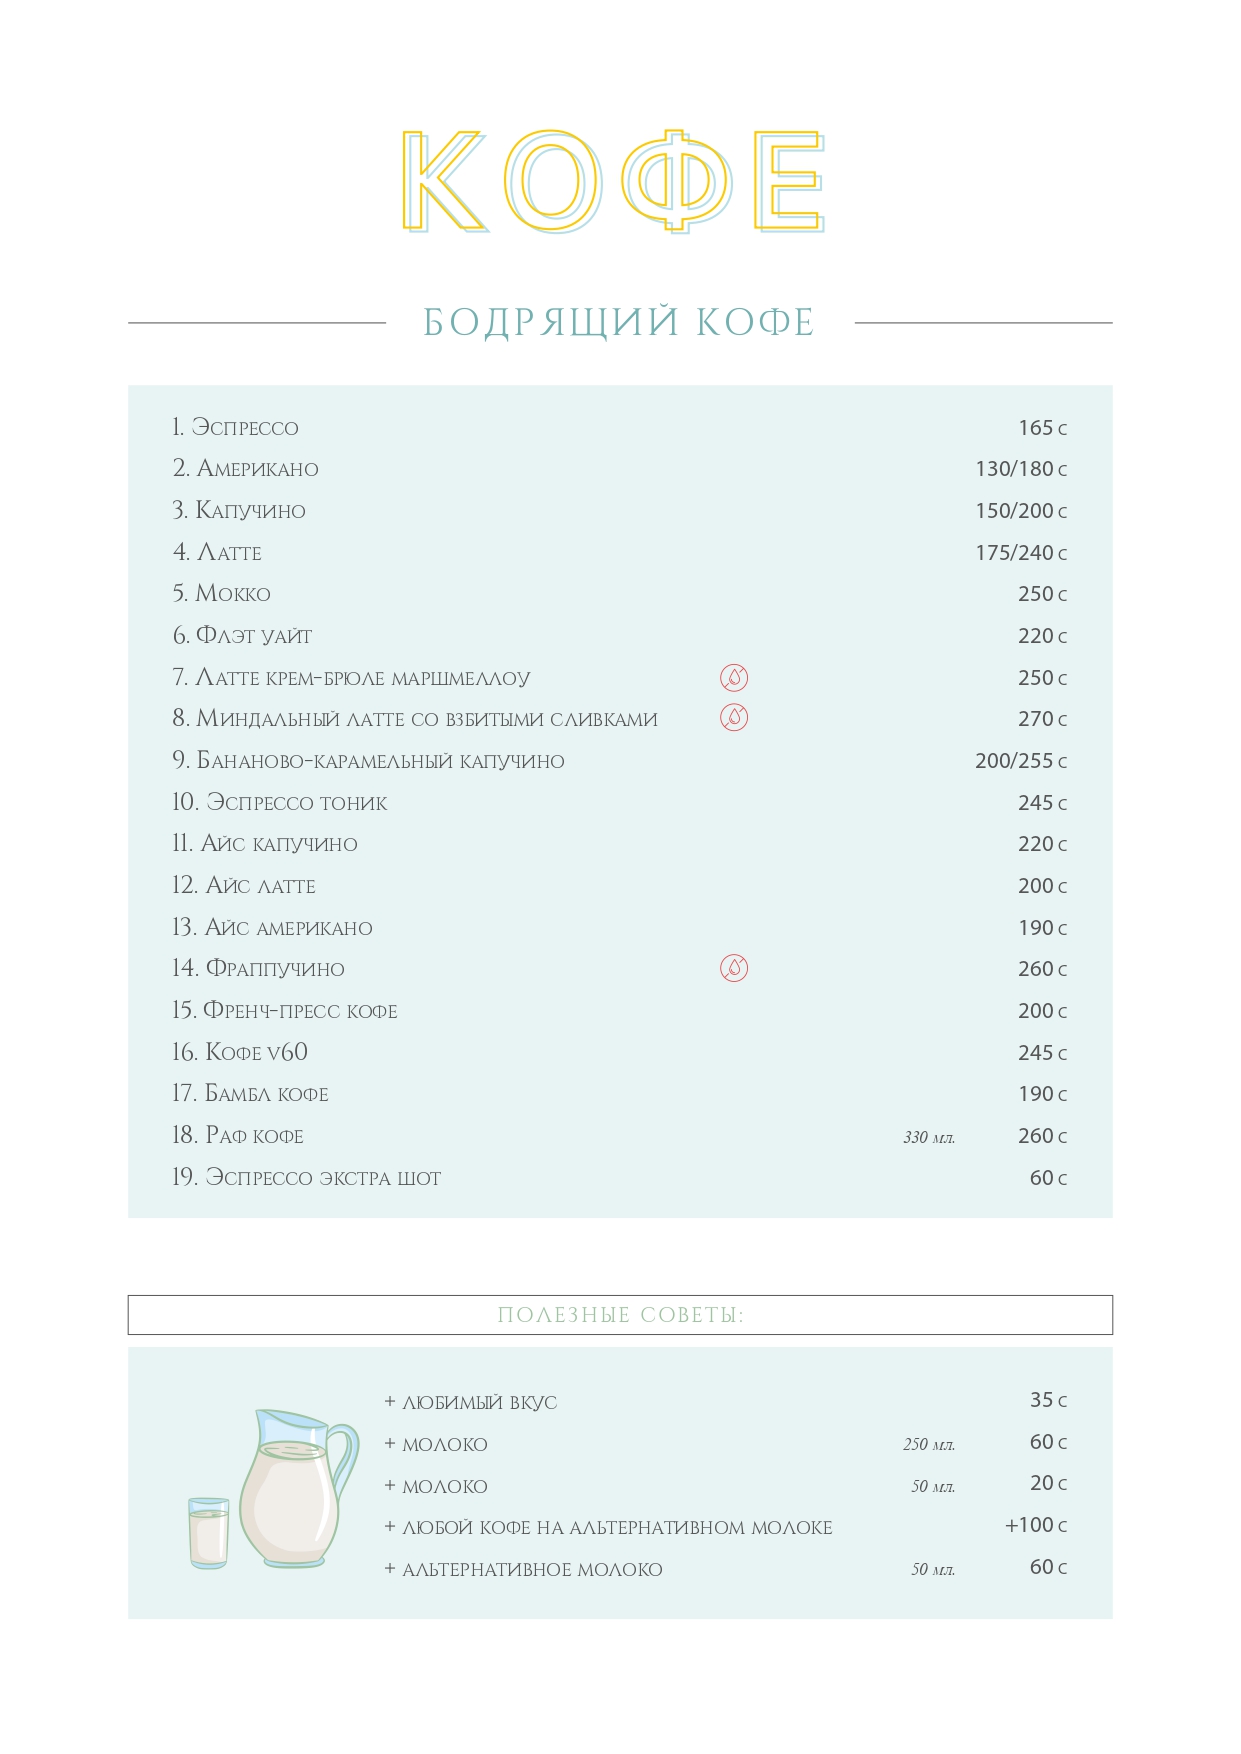 КОФЕ
БОДРЯЩИЙ КОФЕ
1. Эспрессо 165 с
2. Американо 130/180 с
3. Капучино 150/200 с
4. Латте 175/240 с
5. Мокко 250 с
6. Флэт уайт 220 с
7. Латте крем-брюле маршмеллоу 250 с
8. Миндальный латте со взбитыми сливками 270 с
9. Бананово-карамельный капучино 200/255 с
10. Эспрессо тоник 245 с
11. Айс капучино 220 с
12. Айс латте 200 с
13. Айс американо 190 с
14. Фраппучино 260 с
15. Френч-пресс кофе 200 с
16. Кофе v60 245 с
17. Бамбл кофе 190 с
18. Раф кофе 330 мл. 260 с
19. Эспрессо экстра шот 60 с
ПОЛЕЗНЫЕ СОВЕТЫ:
+ любимый вкус 35 с
+ молоко 250 мл. 60 с
+ молоко 50 мл. 20 с
+ любой кофе на альтернативном молоке +100 с
+ альтернативное молоко 50 мл. 60 с